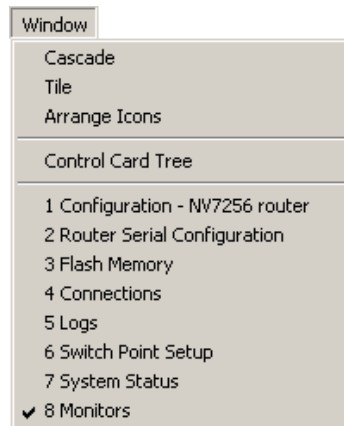 Window
Cascade
Tile
Arrange Icons
Control Card Tree
1 Configuration - NV7256 router
2 Router Serial Configuration
3 Flash Memory
4 Connections
5 Logs
6 Switch Point Setup
7 System Status
8 Monitors